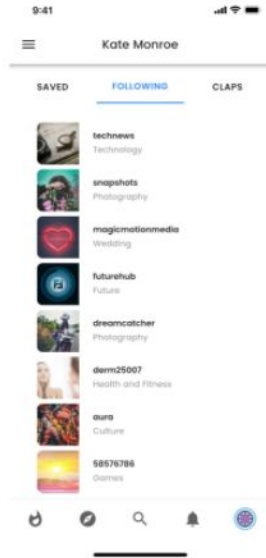 9:41
Kate Monroe
SAVED FOLLOWING CLAPS
technews
Technology
snapshots
Photography
magicmotionmedia
Wedding
futurehub
Future
dreamcatcher
Photography
derm25007
Health and Fitness
aura
Culture
58576786
Games